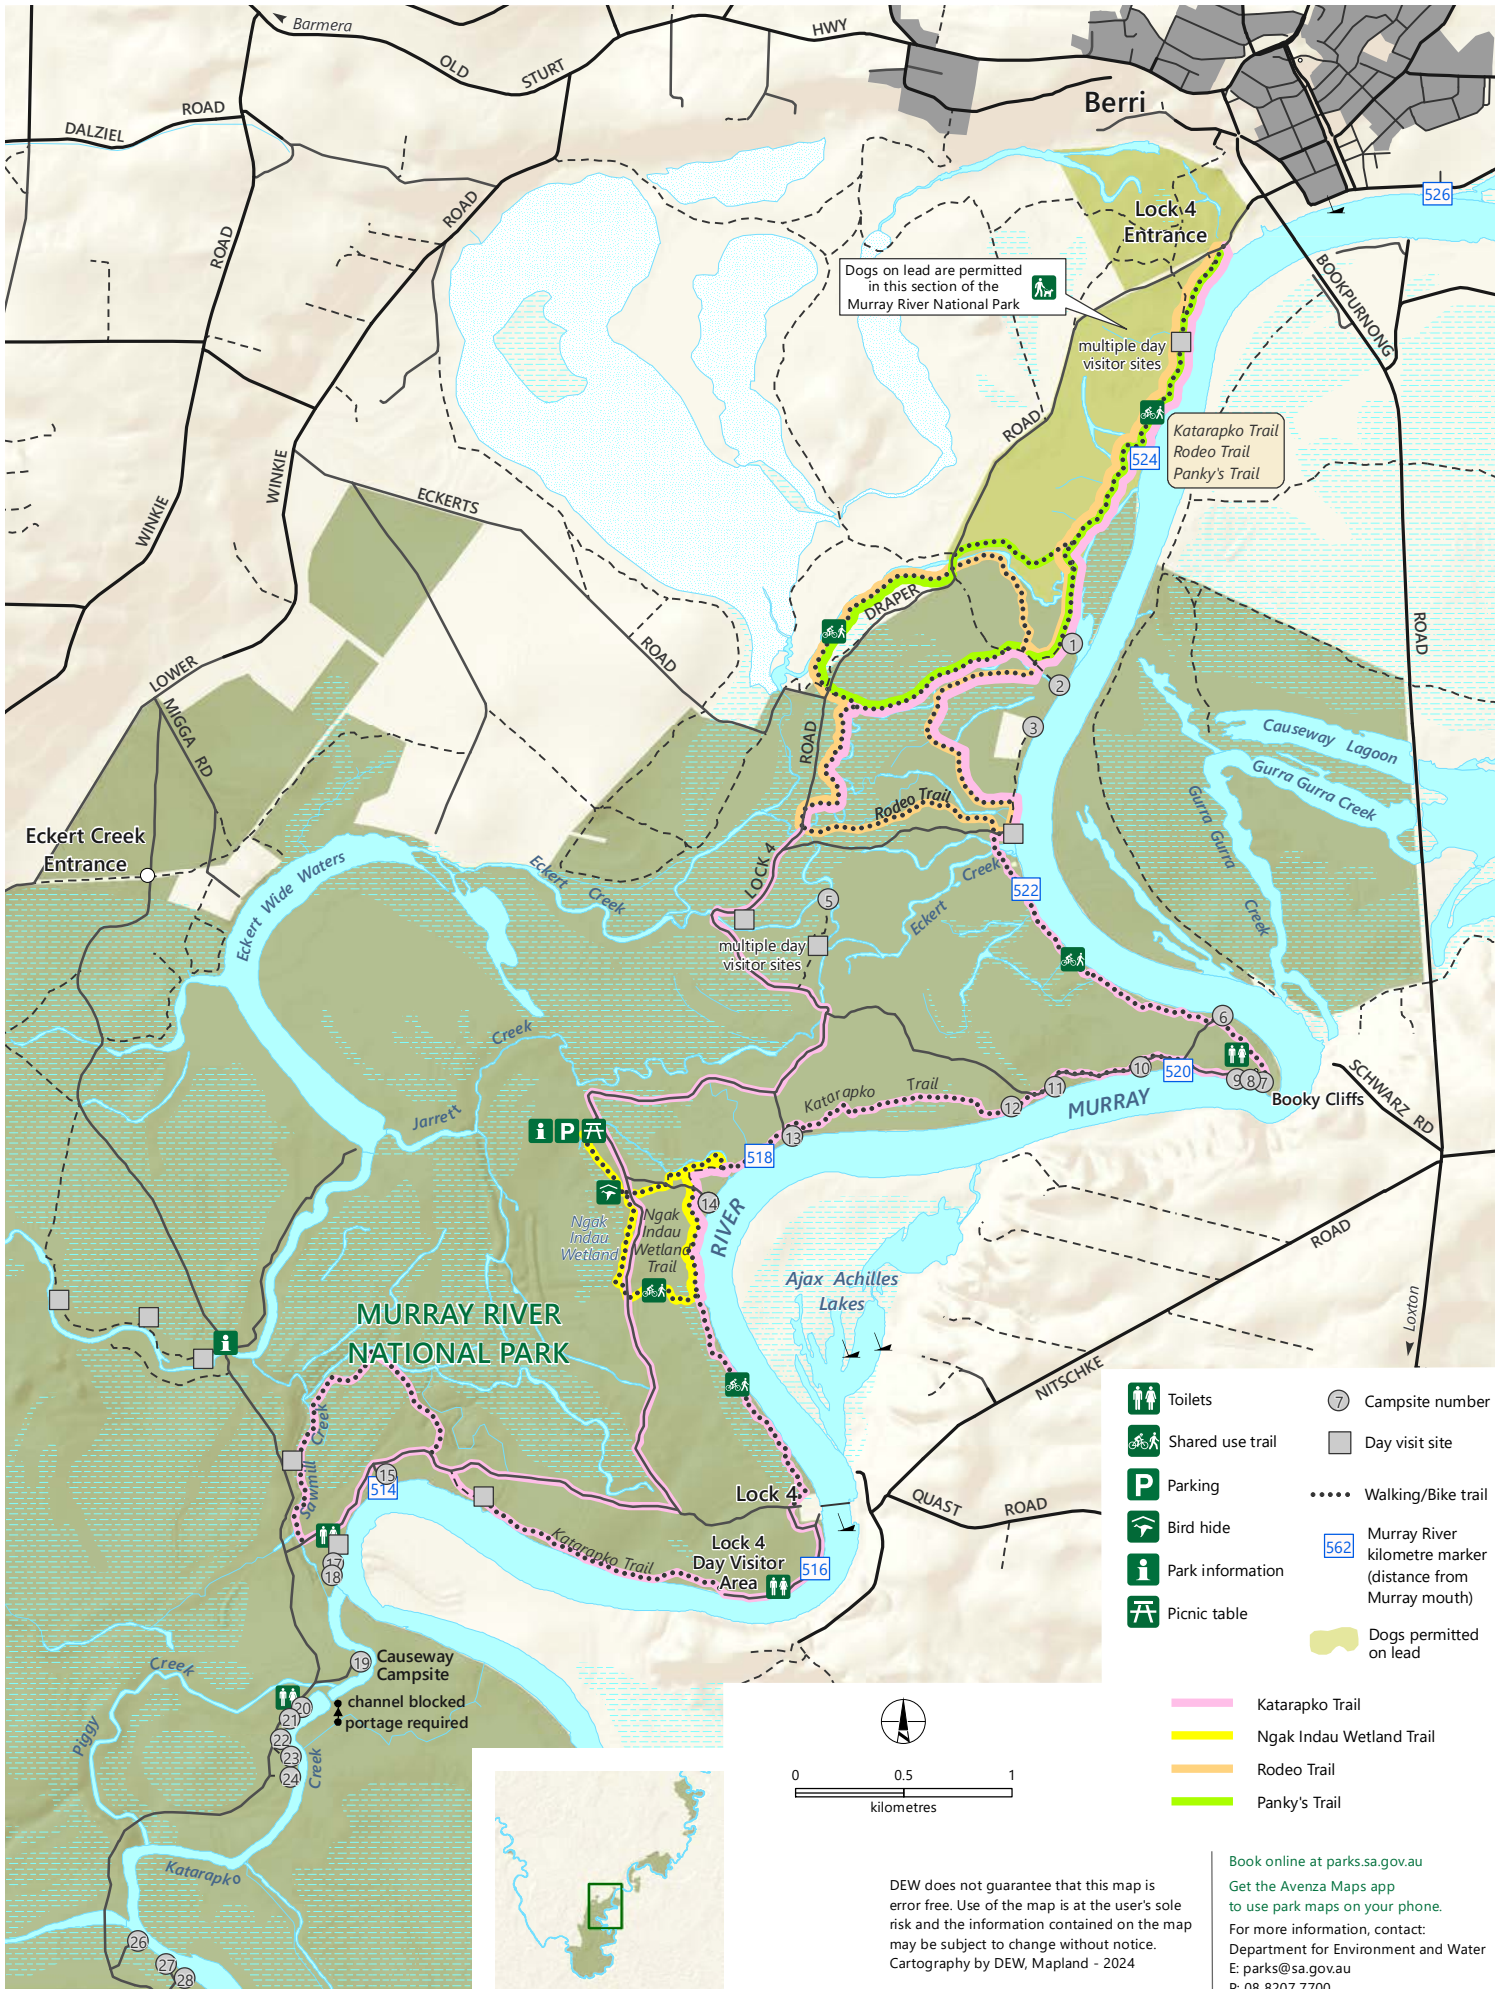 Barmera
OLD
STURT
HWY
DALZIEL
ROAD
Berri
526
ROAD
ROAD
Lock 4
Entrance
BOOKPURNONG
Dogs on lead are permitted
in this section of the
Murray River National Park
multiple day
visitor sites
ROAD
Katarapko Trail
Rodeo Trail
Panky's Trail
524
WINKIE
WINKIE
ECKERTS
DRAPER
ROAD
ROAD
LOWER
MIGGA RD
ROAD
1
2
3
Causeway Lagoon
Gurra Gurra Creek
Gurra Gurra
Creek
Rodeo Trail
Eckert Creek
Entrance
Eckert Wide Waters
Eckert Creek
LOCK 4
Eckert
Creek
522
5
multiple day
visitor sites
6
Creek
Jarrett
Katarapko Trail
10
520
9
8
7
11
12
13
MURRAY
Booky Cliffs
SCHWARZ RD
518
14
RIVER
Ngak
Indau
Wetland
Ngak
Indau
Wetland
Trail
Ajax Achilles
Lakes
ROAD
NITSCHKE
Loxton
MURRAY RIVER
NATIONAL PARK
Sawmill Creek
15
514
Lock 4
QUAST
ROAD
Katarapko Trail
Lock 4
Day Visitor
Area
516
17
18
19
Causeway
Campsite
channel blocked
portage required
Creek
Piggy
20
21
22
23
24
Creek
Katarapko
26
27
28
Toilets
Shared use trail
P
Parking
Bird hide
Park information
Picnic table
7
Campsite number
Day visit site
Walking/Bike trail
562
Murray River
kilometre marker
(distance from
Murray mouth)
Dogs permitted
on lead
Katarapko Trail
Ngak Indau Wetland Trail
Rodeo Trail
Panky's Trail
N
0 0.5 1
kilometres
DEW does not guarantee that this map is
error free. Use of the map is at the user's sole
risk and the information contained on the map
may be subject to change without notice.
Cartography by DEW, Mapland - 2024
Book online at parks.sa.gov.au
Get the Avenza Maps app
to use park maps on your phone.
For more information, contact:
Department for Environment and Water
E: parks@sa.gov.au
P: 08 8207 7700